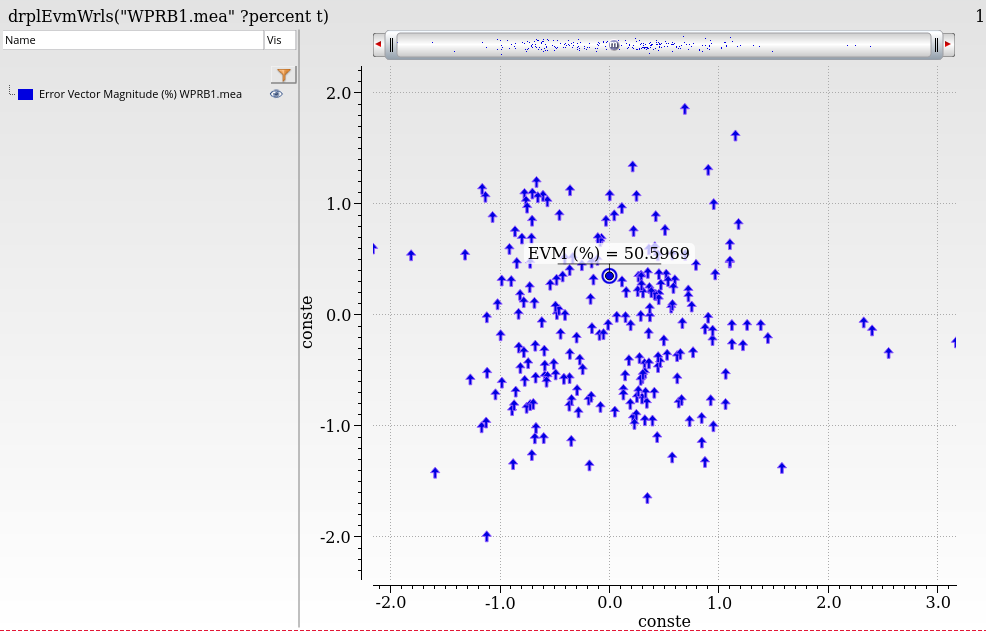 drplEvmWrls("WPRB1.mea" ?percent t)
1
Name
Vis
Error Vector Magnitude (%) WPRB1.mea
2.0
1.0
EVM (%) = 50.5969
0.0
conste
-1.0
-2.0
-2.0
-1.0
0.0
1.0
2.0
3.0
conste